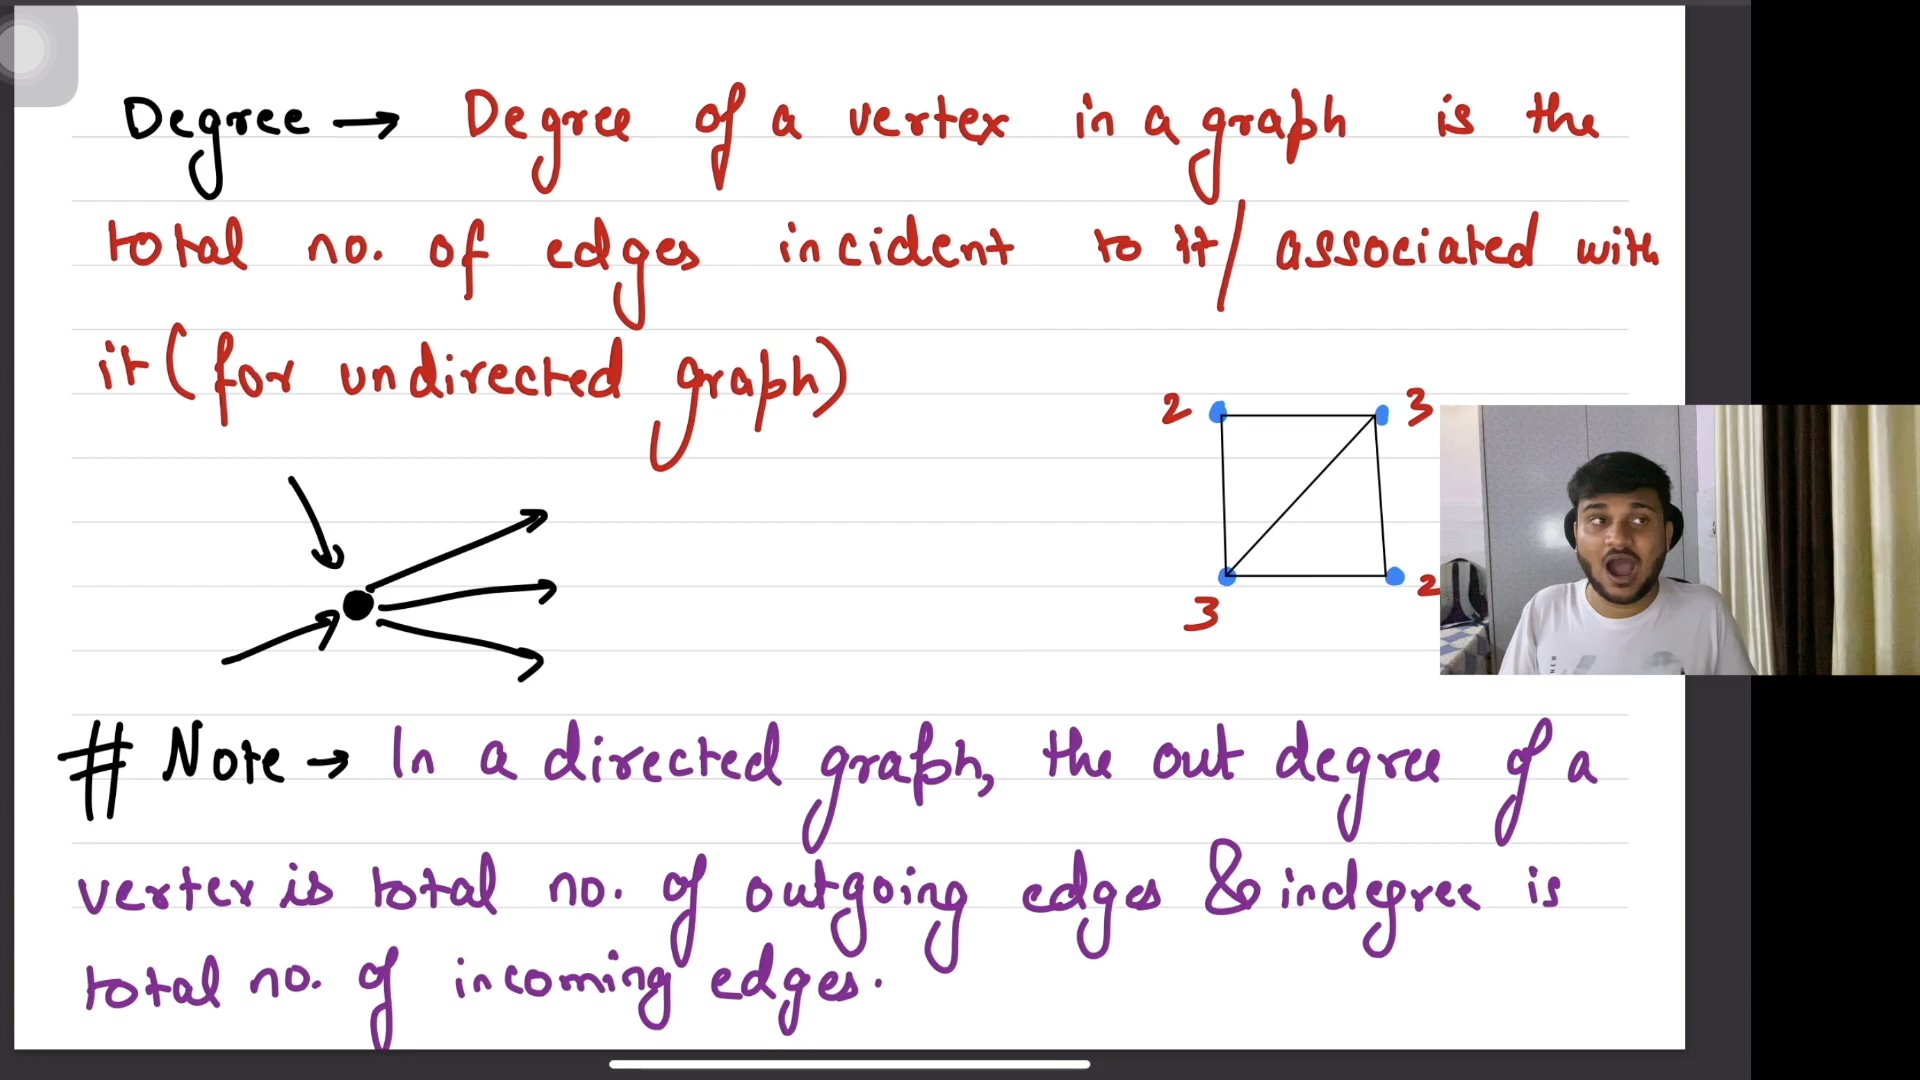 Degree → Degree of a vertex in a graph is the
total no. of edges incident to it/ associated with
it (for undirected graph)
2 3
3 2
# Note → In a directed graph, the out degree of a
verter is total no. of outgoing edges & indegree is
total no. of incoming edges.
NEW